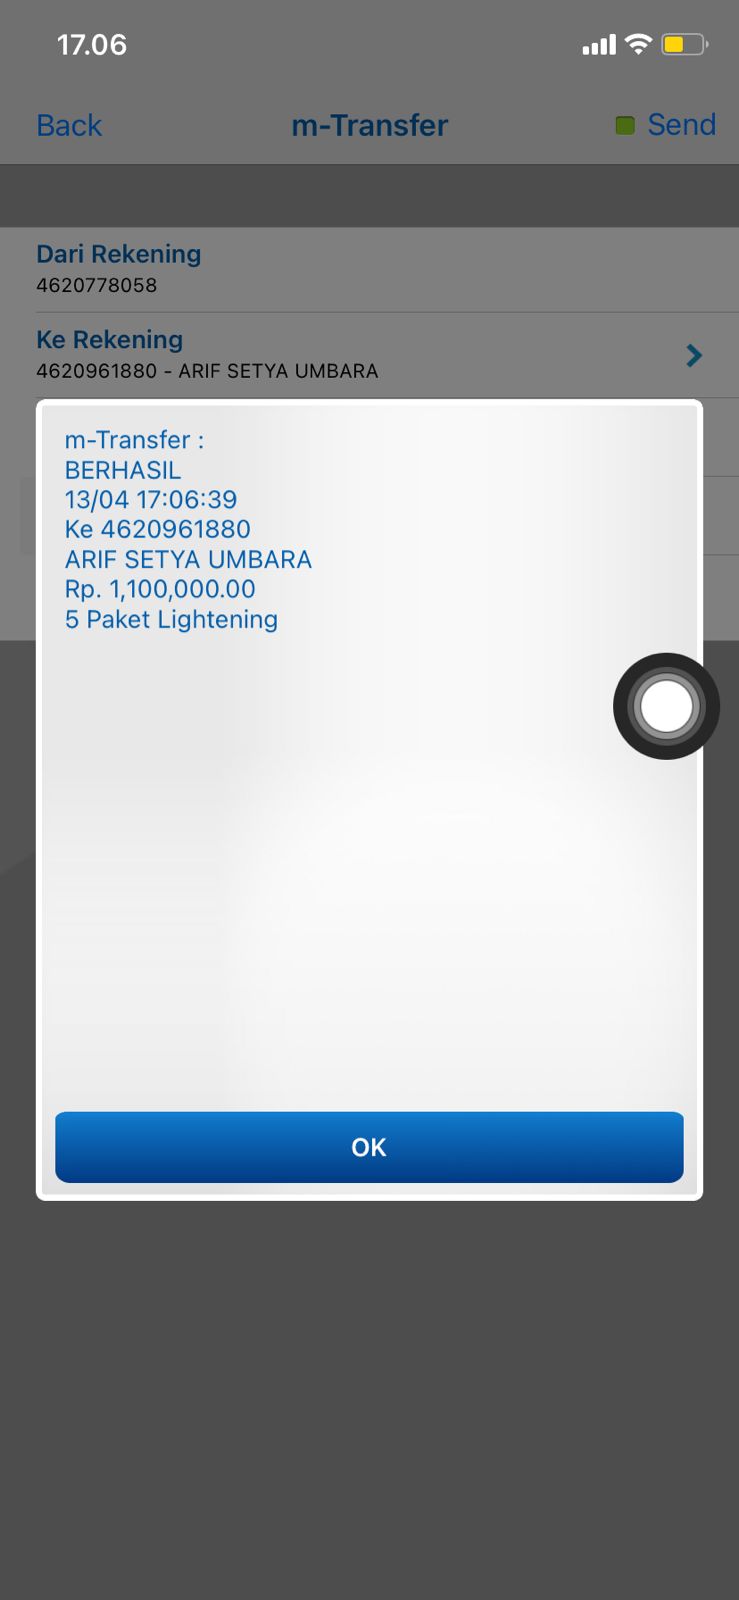 17.06
Back m-Transfer Send
Dari Rekening
4620778058
Ke Rekening
4620961880 - ARIF SETYA UMBARA
m-Transfer :
BERHASIL
13/04 17:06:39
Ke 4620961880
ARIF SETYA UMBARA
Rp. 1,100,000.00
5 Paket Lightening
OK